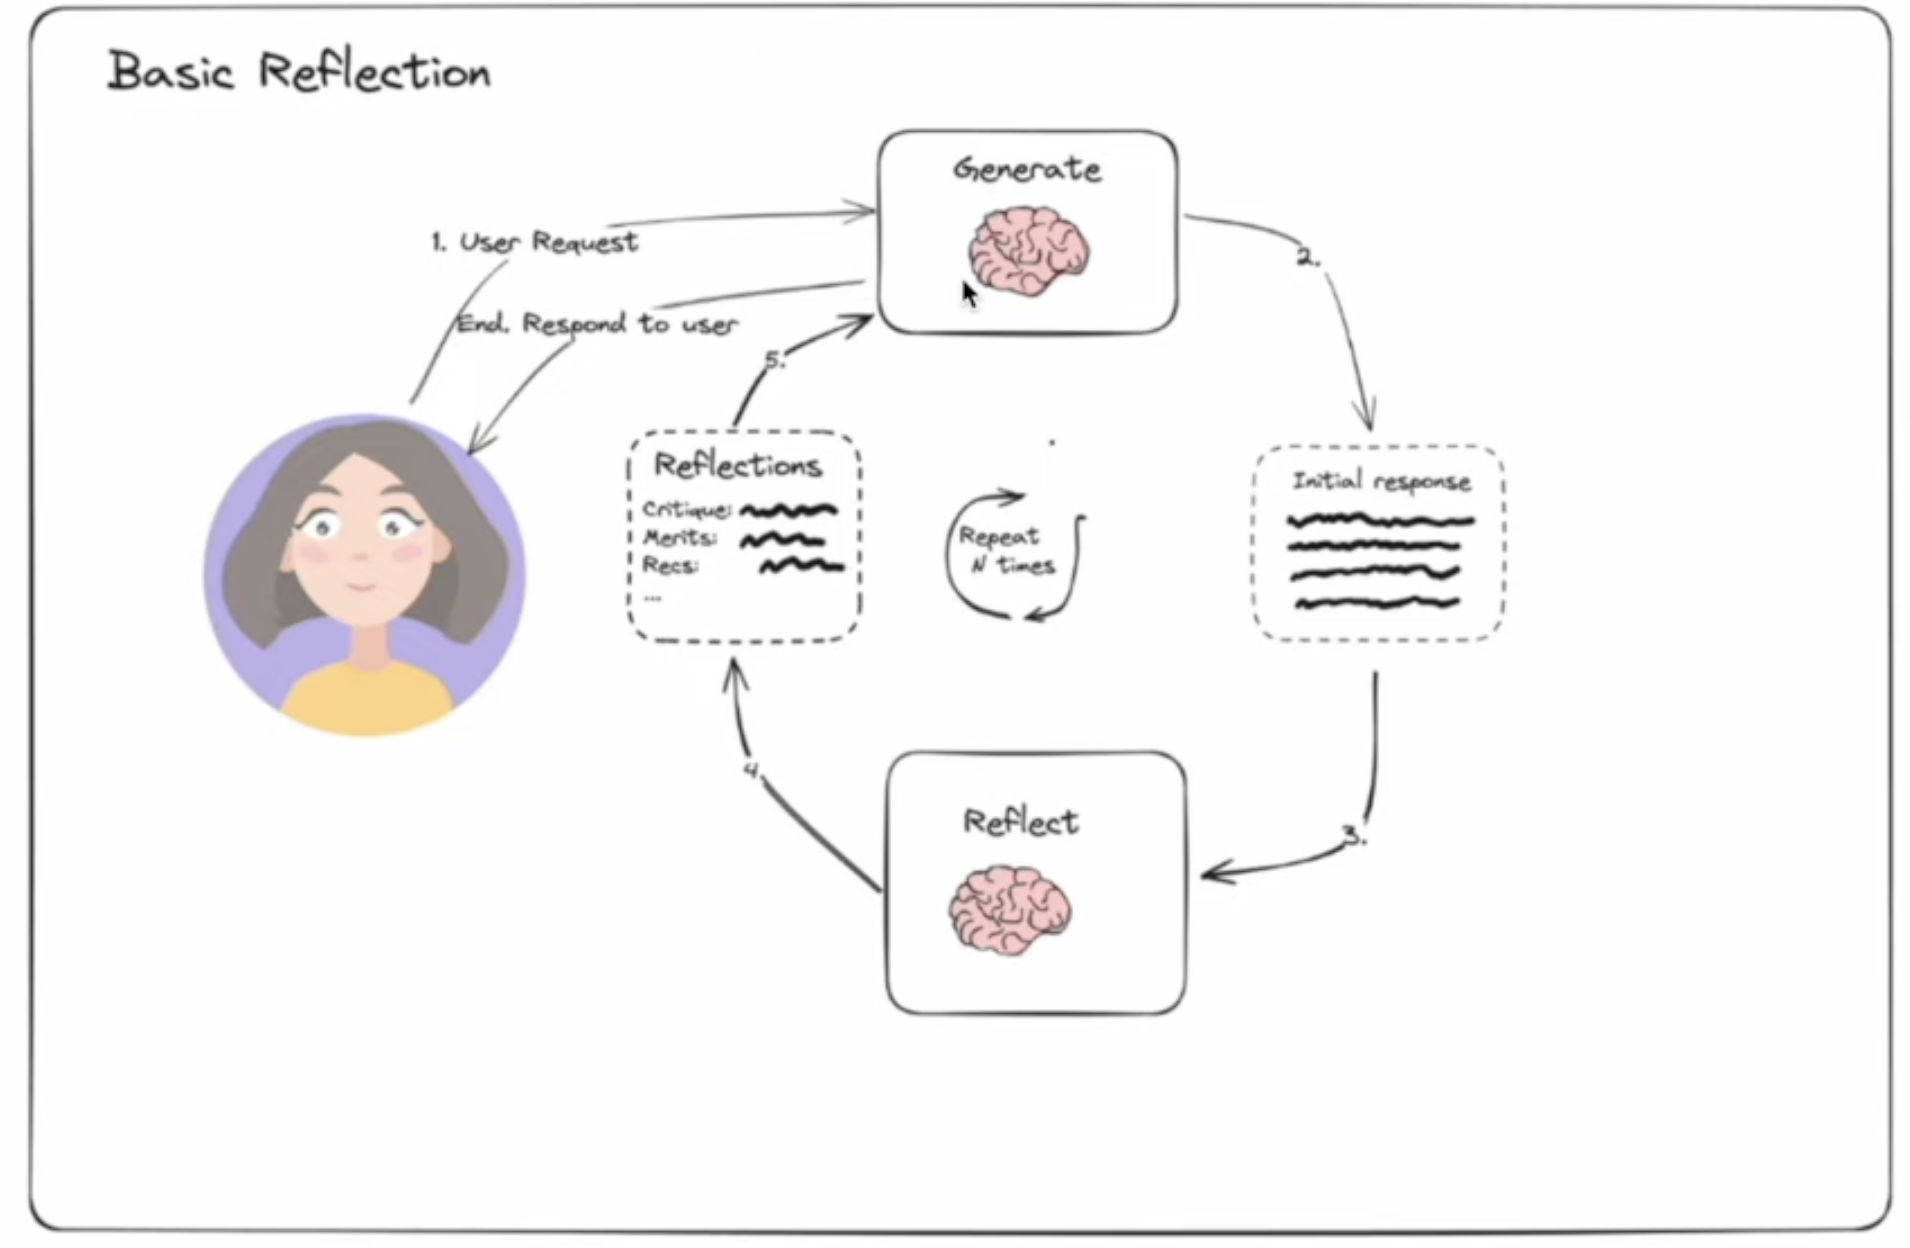 Basic Reflection
Generate
1. User Request
2.
End. Respond to user
5.
Reflections
Critique:
Merits:
Recs:
...
Repeat
N times
Initial response
4.
Reflect
3.